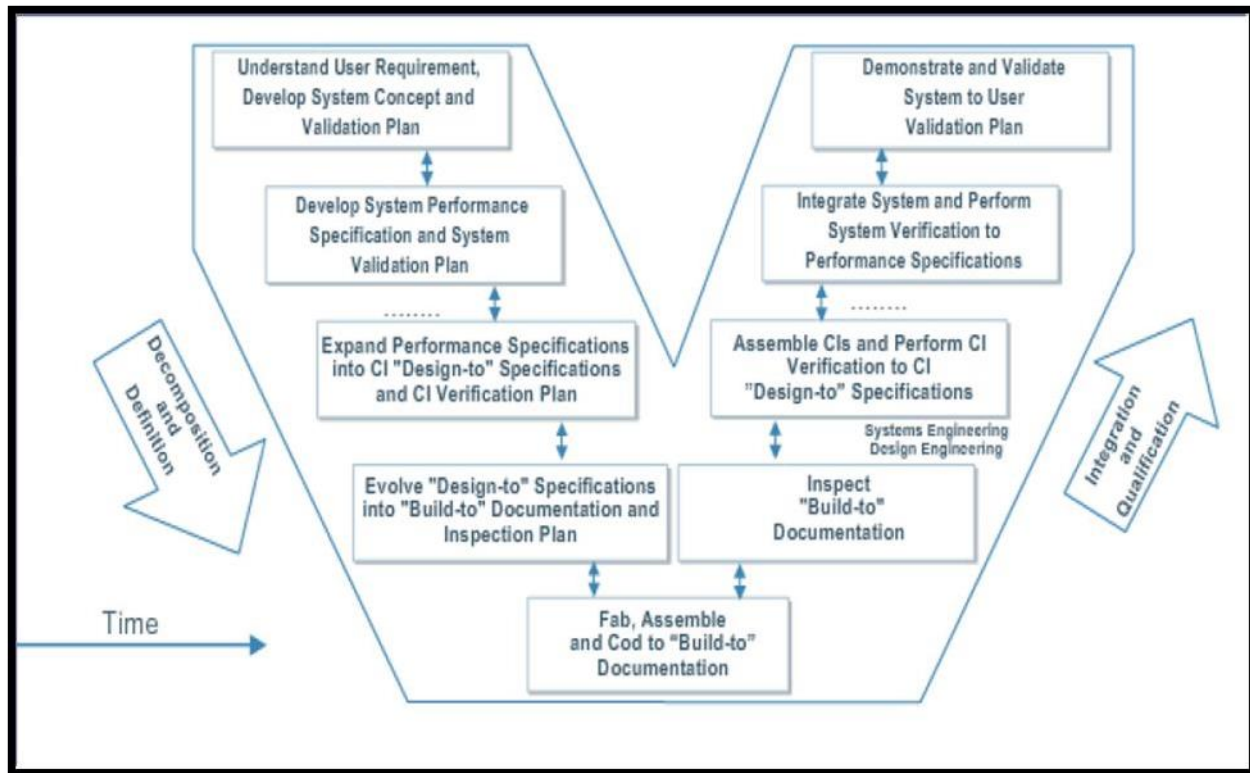 Understand User Requirement,
Develop System Concept and
Validation Plan
Demonstrate and Validate
System to User
Validation Plan
Develop System Performance
Specification and System
Validation Plan
Integrate System and Perform
System Verification to
Performance Specifications
........
........
Expand Performance Specifications
into CI "Design-to" Specifications
and CI Verification Plan
Assemble CIs and Perform CI
Verification to CI
"Design-to" Specifications
Decomposition
and
Definition
Integration
and
Qualification
Systems Engineering
Design Engineering
Evolve "Design-to" Specifications
into "Build-to" Documentation and
Inspection Plan
Inspect
"Build-to"
Documentation
Time
Fab, Assemble
and Cod to "Build-to"
Documentation